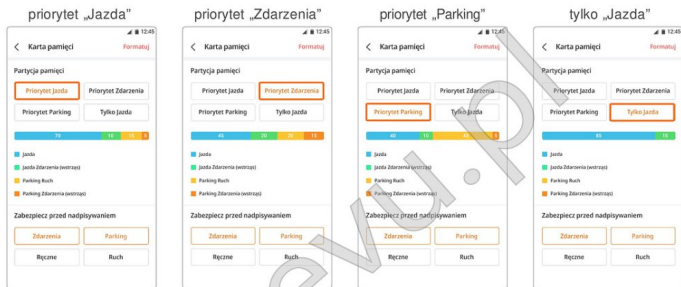 priorytet „Jazda”
12:45
Karta pamięci
Formatuj
Partycja pamięci
Priorytet Jazda
Priorytet Zdarzenia
Priorytet Parking
Tylko Jazda
70 10 15 5
Jazda
Jazda Zdarzenia (wstrząs)
Parking Ruch
Parking Zdarzenia (wstrząs)
Zabezpiecz przed nadpisywaniem
Zdarzenia
Parking
Ręczne
Ruch
priorytet „Zdarzenia”
12:45
Karta pamięci
Formatuj
Partycja pamięci
Priorytet Jazda
Priorytet Zdarzenia
Priorytet Parking
Tylko Jazda
45 20 20 15
Jazda
Jazda Zdarzenia (wstrząs)
Parking Ruch
Parking Zdarzenia (wstrząs)
Zabezpiecz przed nadpisywaniem
Zdarzenia
Parking
Ręczne
Ruch
priorytet „Parking”
12:45
Karta pamięci
Formatuj
Partycja pamięci
Priorytet Jazda
Priorytet Zdarzenia
Priorytet Parking
Tylko Jazda
40 10 5
Jazda
Jazda Zdarzenia (wstrząs)
Parking Ruch
Parking Zdarzenia (wstrząs)
Zabezpiecz przed nadpisywaniem
Zdarzenia
Parking
Ręczne
Ruch
tylko „Jazda”
12:45
Karta pamięci
Formatuj
Partycja pamięci
Priorytet Jazda
Priorytet Zdarzenia
Priorytet Parking
Tylko Jazda
85 15
Jazda
Jazda Zdarzenia (wstrząs)
Parking Ruch
Parking Zdarzenia (wstrząs)
Zabezpiecz przed nadpisywaniem
Zdarzenia
Parking
Ręczne
Ruch
evu.pl